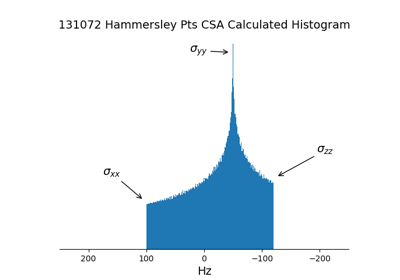 131072 Hammersley Pts CSA Calculated Histogram
σyy
σzz
σxx
200 100 0 −100 −200
Hz